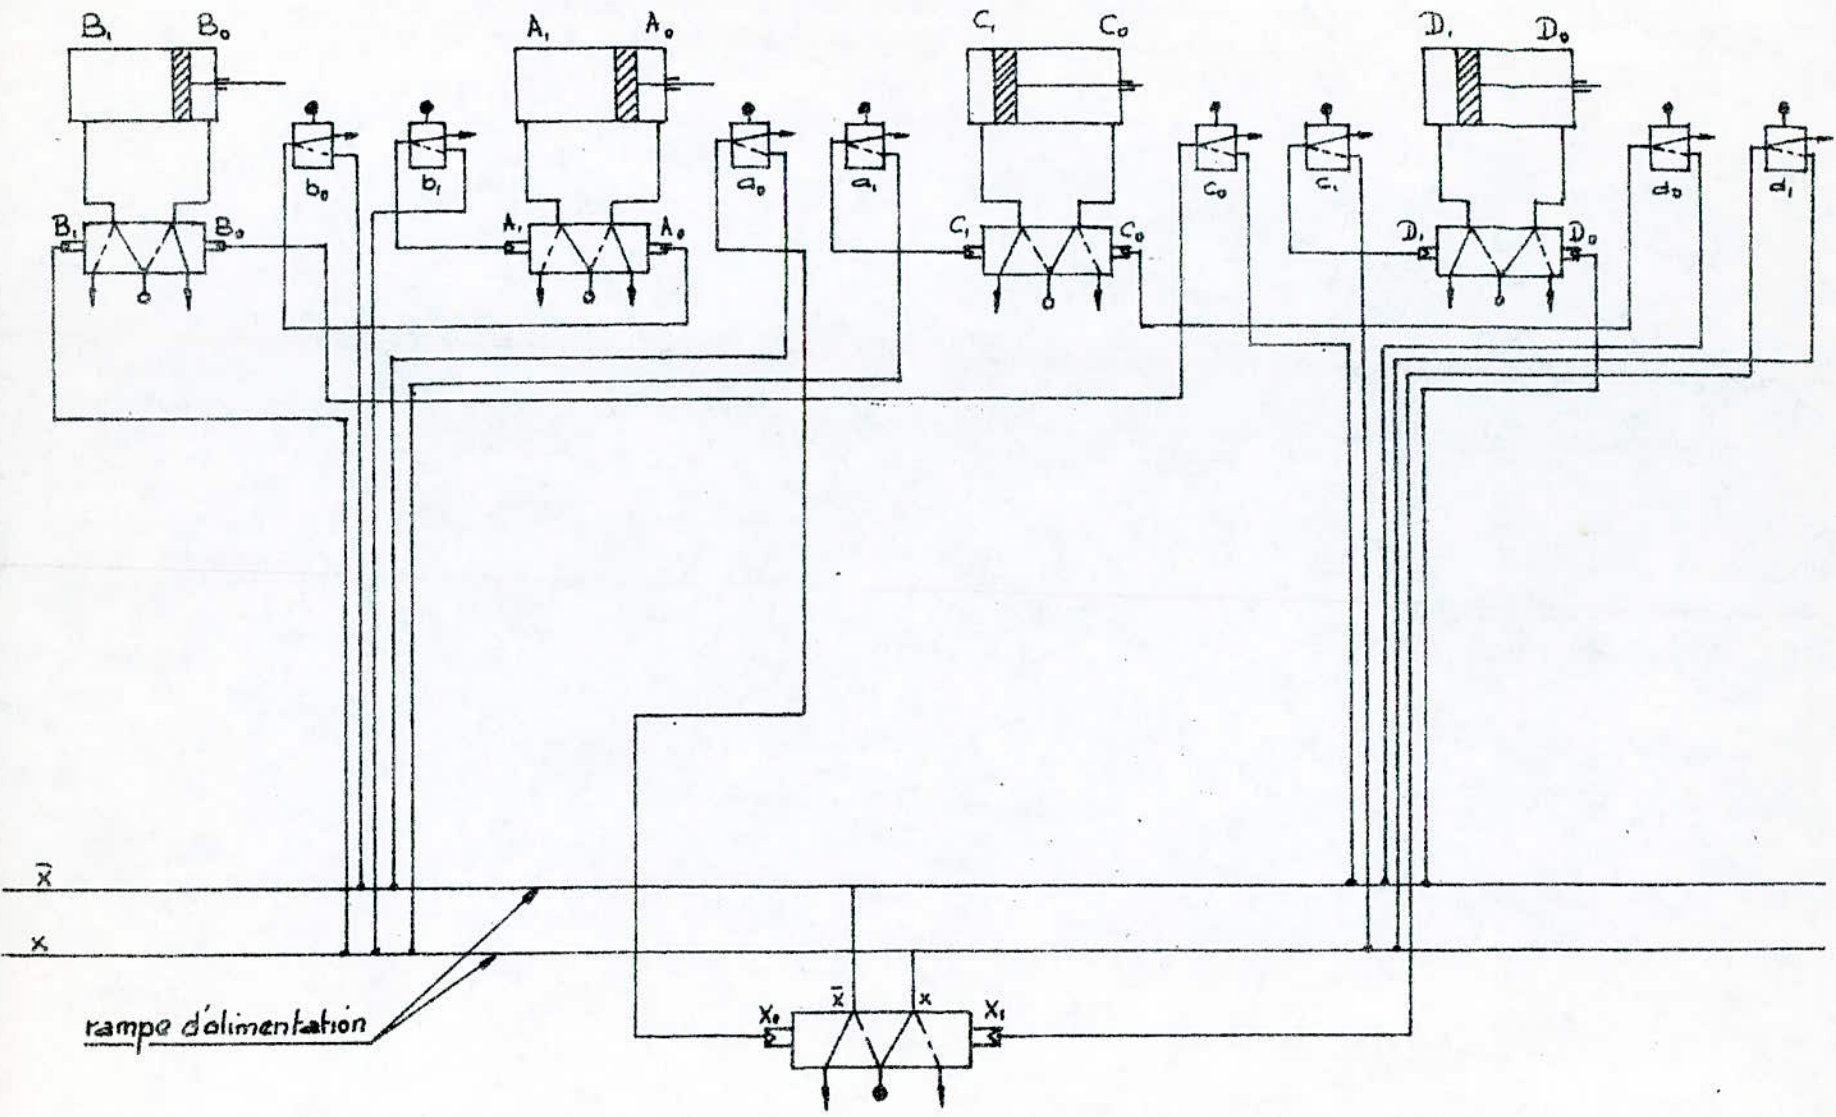 B₁ B₀ A₁ A₀ C₁ C₀ D₁ D₀
b₀ b₁ a₀ a₁ c₀ c₁ d₀ d₁
B₁ B₀ A₁ A₀ C₁ C₀ D₁ D₀
x̄
x
rampe d'alimentation
X₀ x̄ x X₁